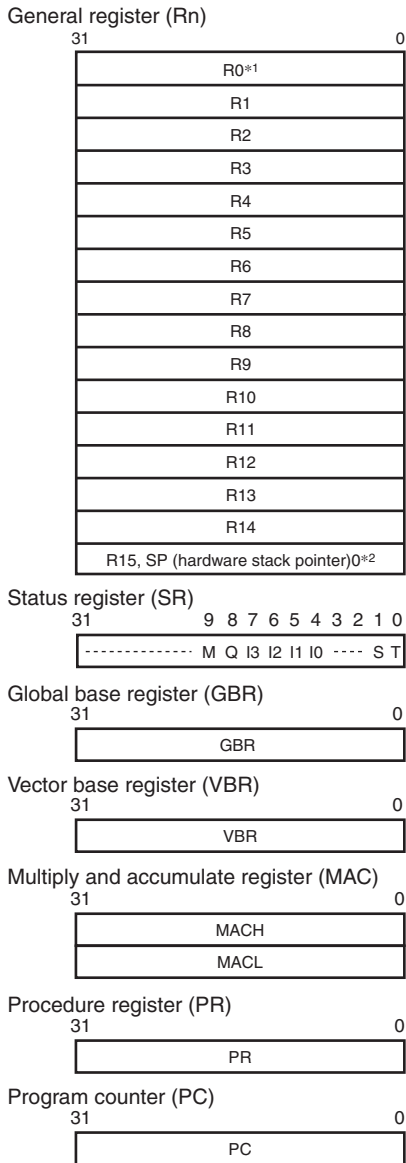 General register (Rn)
31 0
R0*1
R1
R2
R3
R4
R5
R6
R7
R8
R9
R10
R11
R12
R13
R14
R15, SP (hardware stack pointer)0*2
Status register (SR)
31 9 8 7 6 5 4 3 2 1 0
------------- M Q I3 I2 I1 I0 ---- S T
Global base register (GBR)
31 0
GBR
Vector base register (VBR)
31 0
VBR
Multiply and accumulate register (MAC)
31 0
MACH
MACL
Procedure register (PR)
31 0
PR
Program counter (PC)
31 0
PC